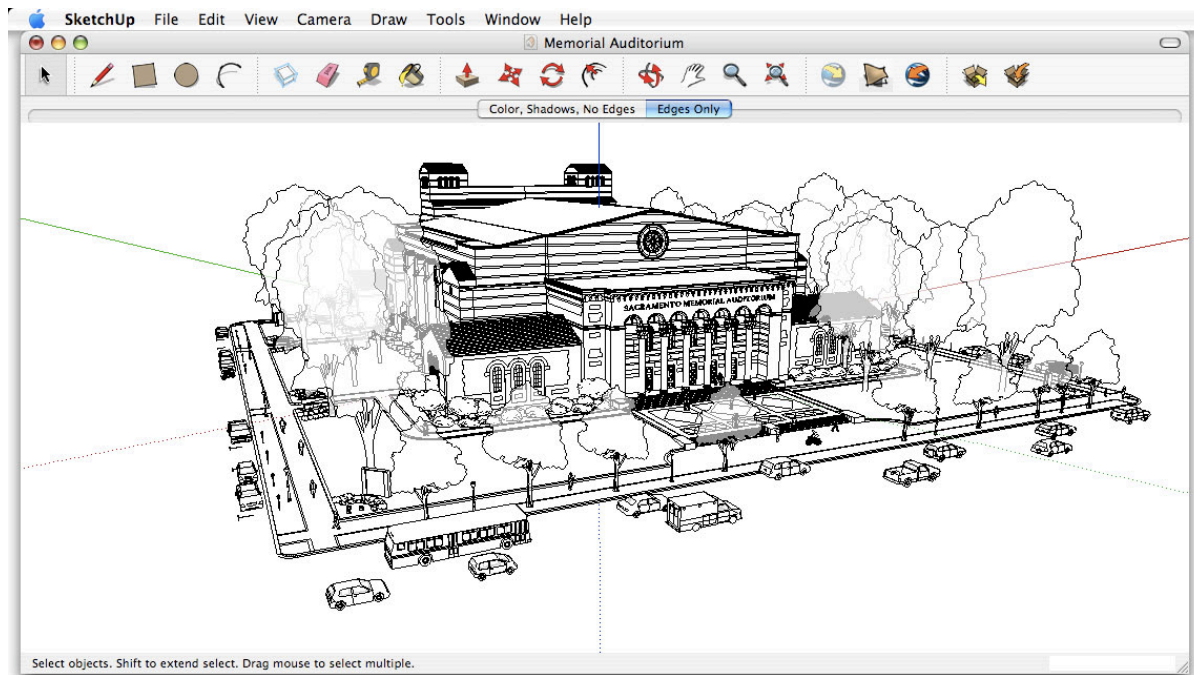 SketchUp File Edit View Camera Draw Tools Window Help
Memorial Auditorium
Color, Shadows, No Edges Edges Only
SACRAMENTO MEMORIAL AUDITORIUM
Select objects. Shift to extend select. Drag mouse to select multiple.